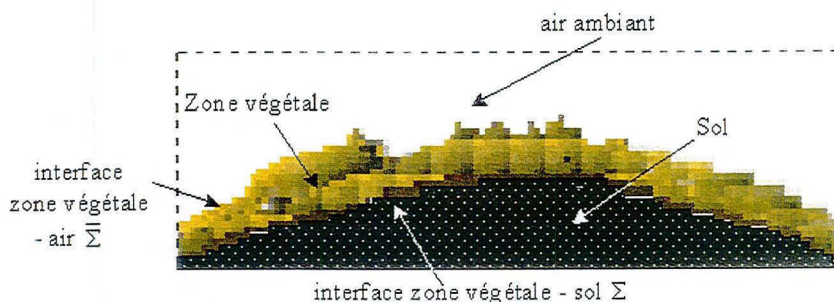 air ambiant
Zone végétale
Sol
interface
zone végétale
- air Σ̿
interface zone végétale - sol Σ